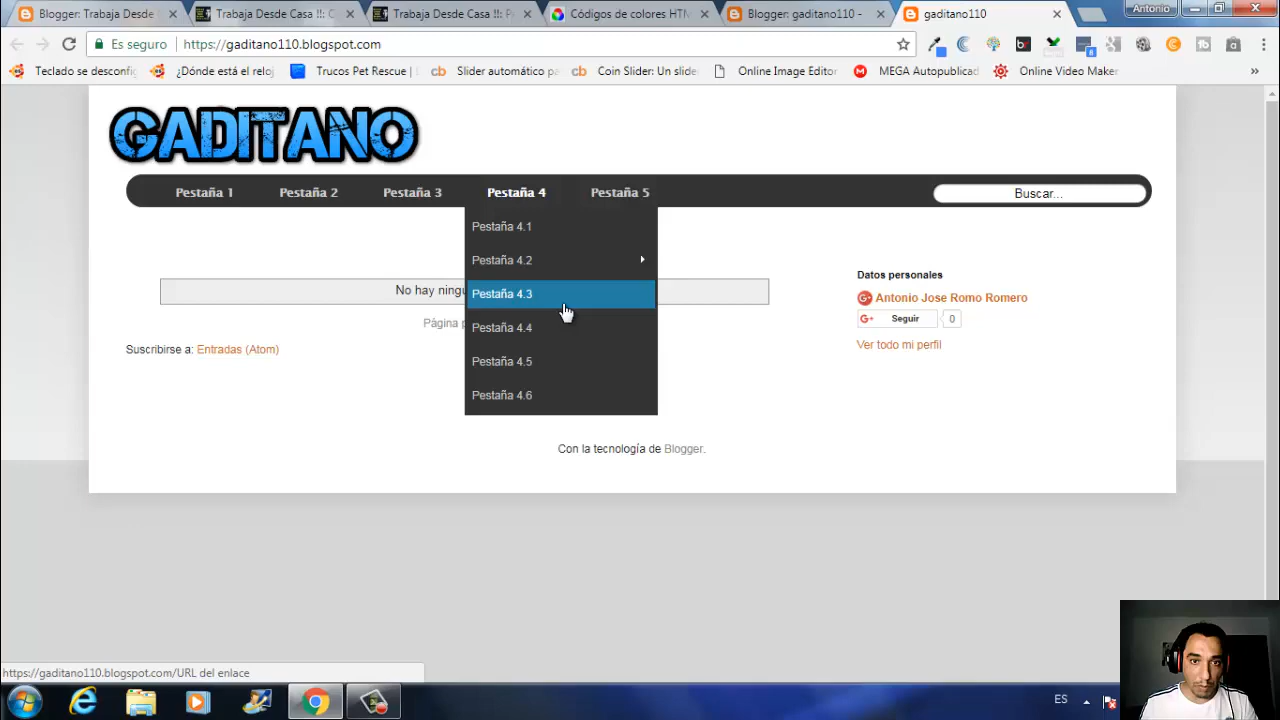 Blogger: Trabaja Desde
Trabaja Desde Casa !!: C
Trabaja Desde Casa !!: P
Códigos de colores HTM
Blogger: gaditano110 -
gaditano110
Antonio
Es seguro
https://gaditano110.blogspot.com
Teclado se desconfig
¿Dónde está el reloj
Trucos Pet Rescue
Slider automático pa
Coin Slider: Un slide
Online Image Editor
MEGA Autopublicad
Online Video Maker
GADITANO
Pestaña 1
Pestaña 2
Pestaña 3
Pestaña 4
Pestaña 5
Buscar...
Pestaña 4.1
Pestaña 4.2
Pestaña 4.3
Pestaña 4.4
Pestaña 4.5
Pestaña 4.6
No hay ningu
Página p
Suscribirse a: Entradas (Atom)
Datos personales
Antonio Jose Romo Romero
G+ Seguir 0
Ver todo mi perfil
Con la tecnología de Blogger.
https://gaditano110.blogspot.com/URL del enlace
ES